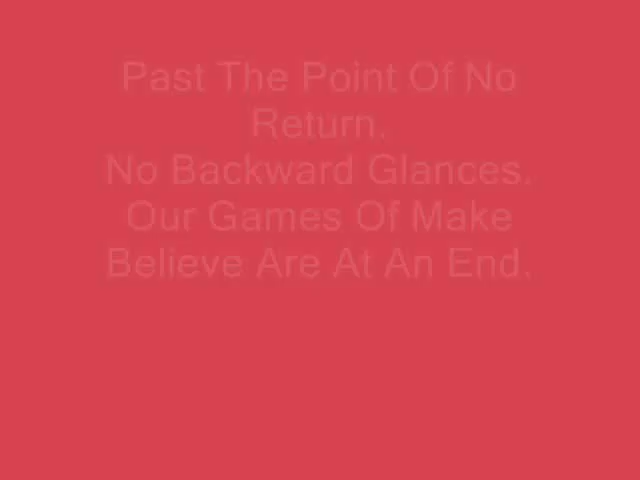 Past The Point Of No
Return.
No Backward Glances.
Our Games Of Make
Believe Are At An End.